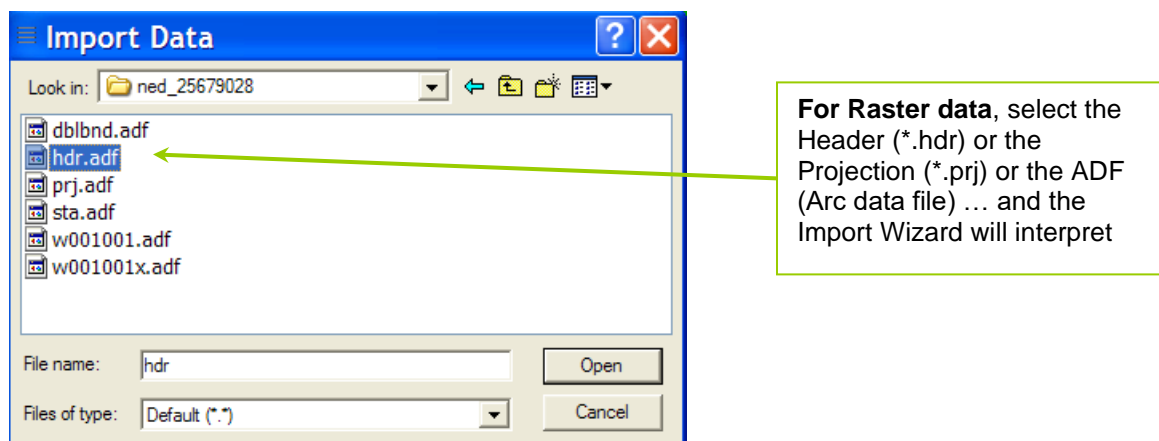 Import Data
Look in: ned_25679028
dblbnd.adf
hdr.adf
prj.adf
sta.adf
w001001.adf
w001001x.adf
File name: hdr Open
Files of type: Default (*.*) Cancel
For Raster data, select the
Header (*.hdr) or the
Projection (*.prj) or the ADF
(Arc data file) … and the
Import Wizard will interpret